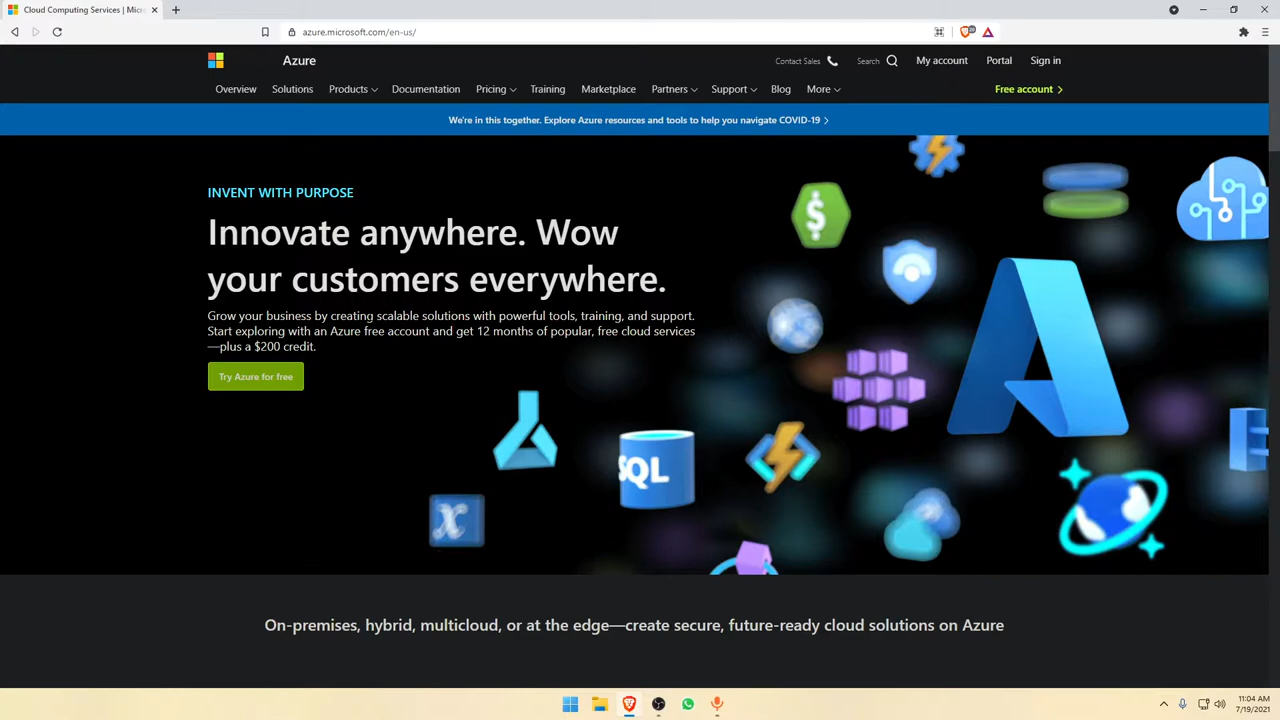 Cloud Computing Services | Micr
azure.microsoft.com/en-us/
20
Azure
Contact Sales
Search
My account
Portal
Sign in
Overview
Solutions
Products
Documentation
Pricing
Training
Marketplace
Partners
Support
Blog
More
Free account
We're in this together. Explore Azure resources and tools to help you navigate COVID-19
INVENT WITH PURPOSE
Innovate anywhere. Wow
your customers everywhere.
Grow your business by creating scalable solutions with powerful tools, training, and support.
Start exploring with an Azure free account and get 12 months of popular, free cloud services
—plus a $200 credit.
Try Azure for free
$
SQL
x
On-premises, hybrid, multicloud, or at the edge—create secure, future-ready cloud solutions on Azure
11:04 AM
7/19/2021